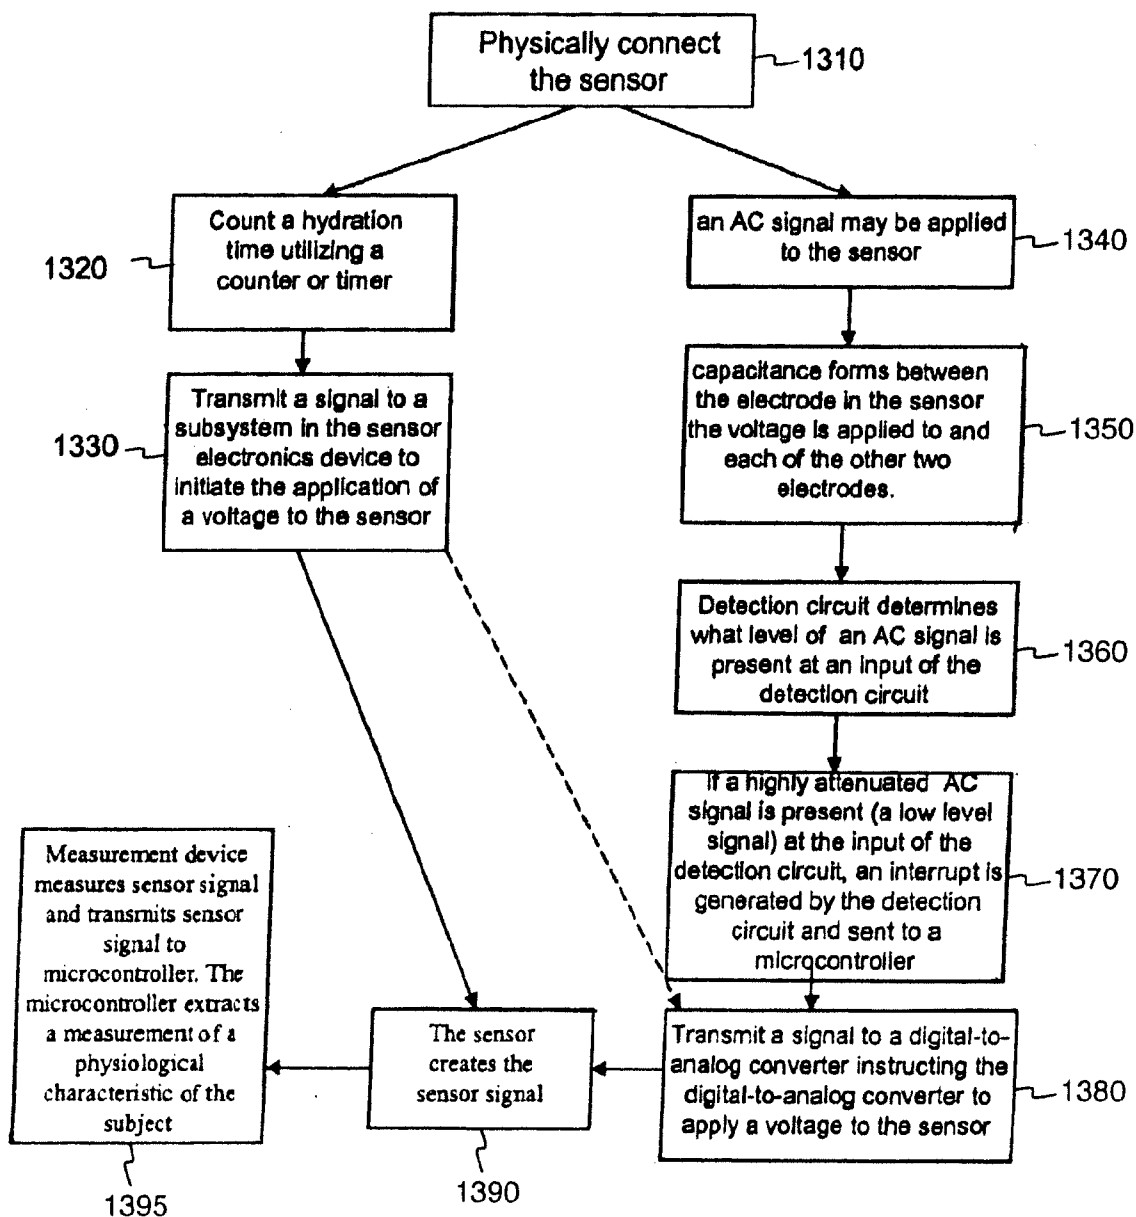 Physically connect
the sensor
1310
Count a hydration
time utilizing a
counter or timer
1320
Transmit a signal to a
subsystem in the sensor
electronics device to
initiate the application of
a voltage to the sensor
1330
an AC signal may be applied
to the sensor
1340
capacitance forms between
the electrode in the sensor
the voltage is applied to and
each of the other two
electrodes.
1350
Detection circuit determines
what level of an AC signal is
present at an input of the
detection circuit
1360
If a highly attenuated AC
signal is present (a low level
signal) at the input of the
detection circuit, an interrupt is
generated by the detection
circuit and sent to a
microcontroller
1370
Transmit a signal to a digital-to-
analog converter instructing the
digital-to-analog converter to
apply a voltage to the sensor
1380
The sensor
creates the
sensor signal
1390
Measurement device
measures sensor signal
and transmits sensor
signal to
microcontroller. The
microcontroller extracts
a measurement of a
physiological
characteristic of the
subject
1395